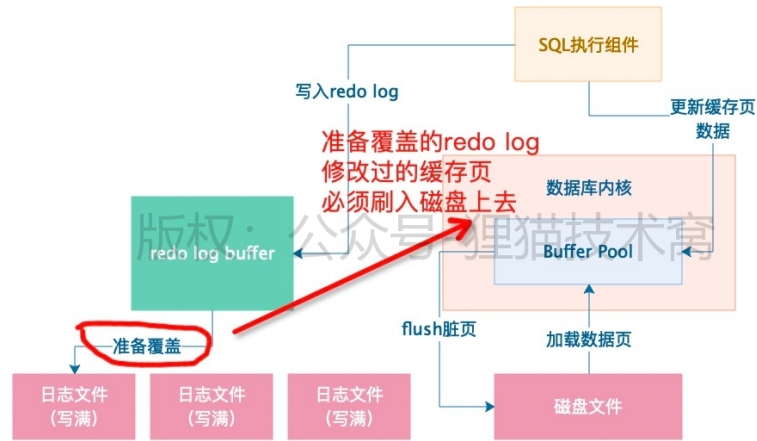 SQL执行组件
写入redo log
更新缓存页
数据
准备覆盖的redo log
修改过的缓存页
必须刷入磁盘上去
数据库内核
版权：公众号-狸猫技术窝
redo log buffer
Buffer Pool
flush脏页
加载数据页
准备覆盖
日志文件
（写满）
日志文件
（写满）
日志文件
（写满）
磁盘文件